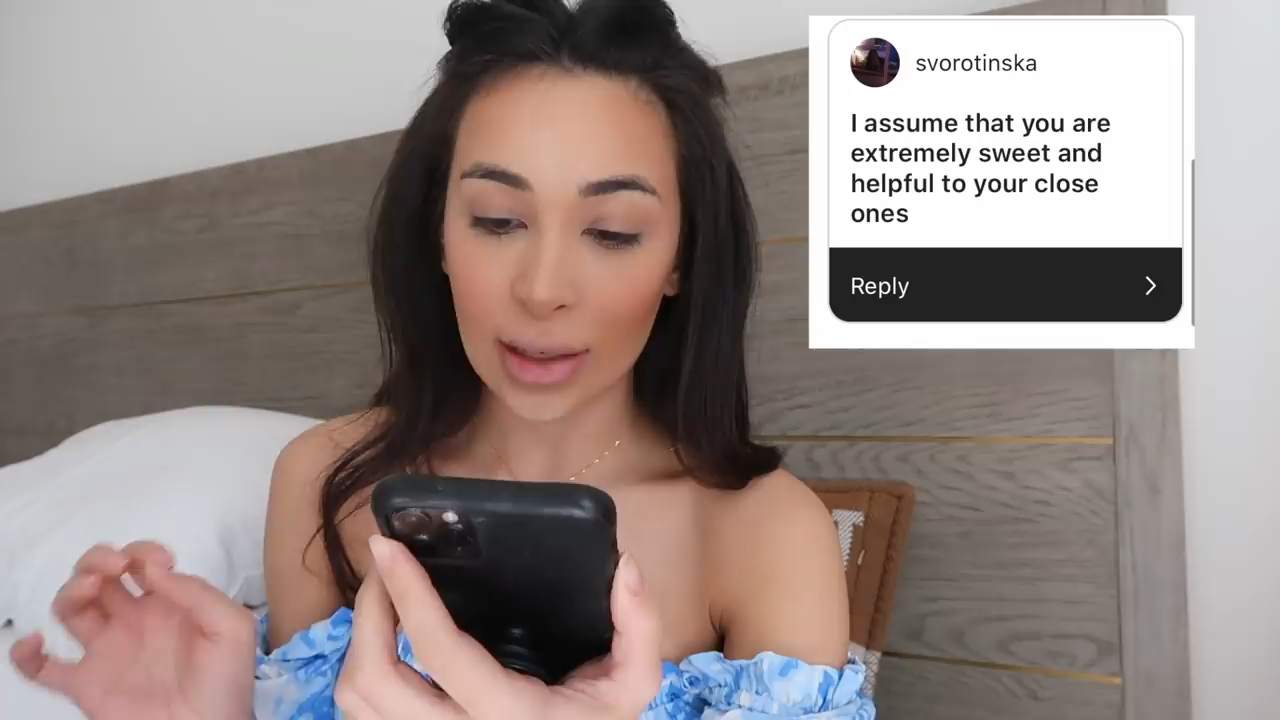 svorotinska
I assume that you are
extremely sweet and
helpful to your close
ones
Reply